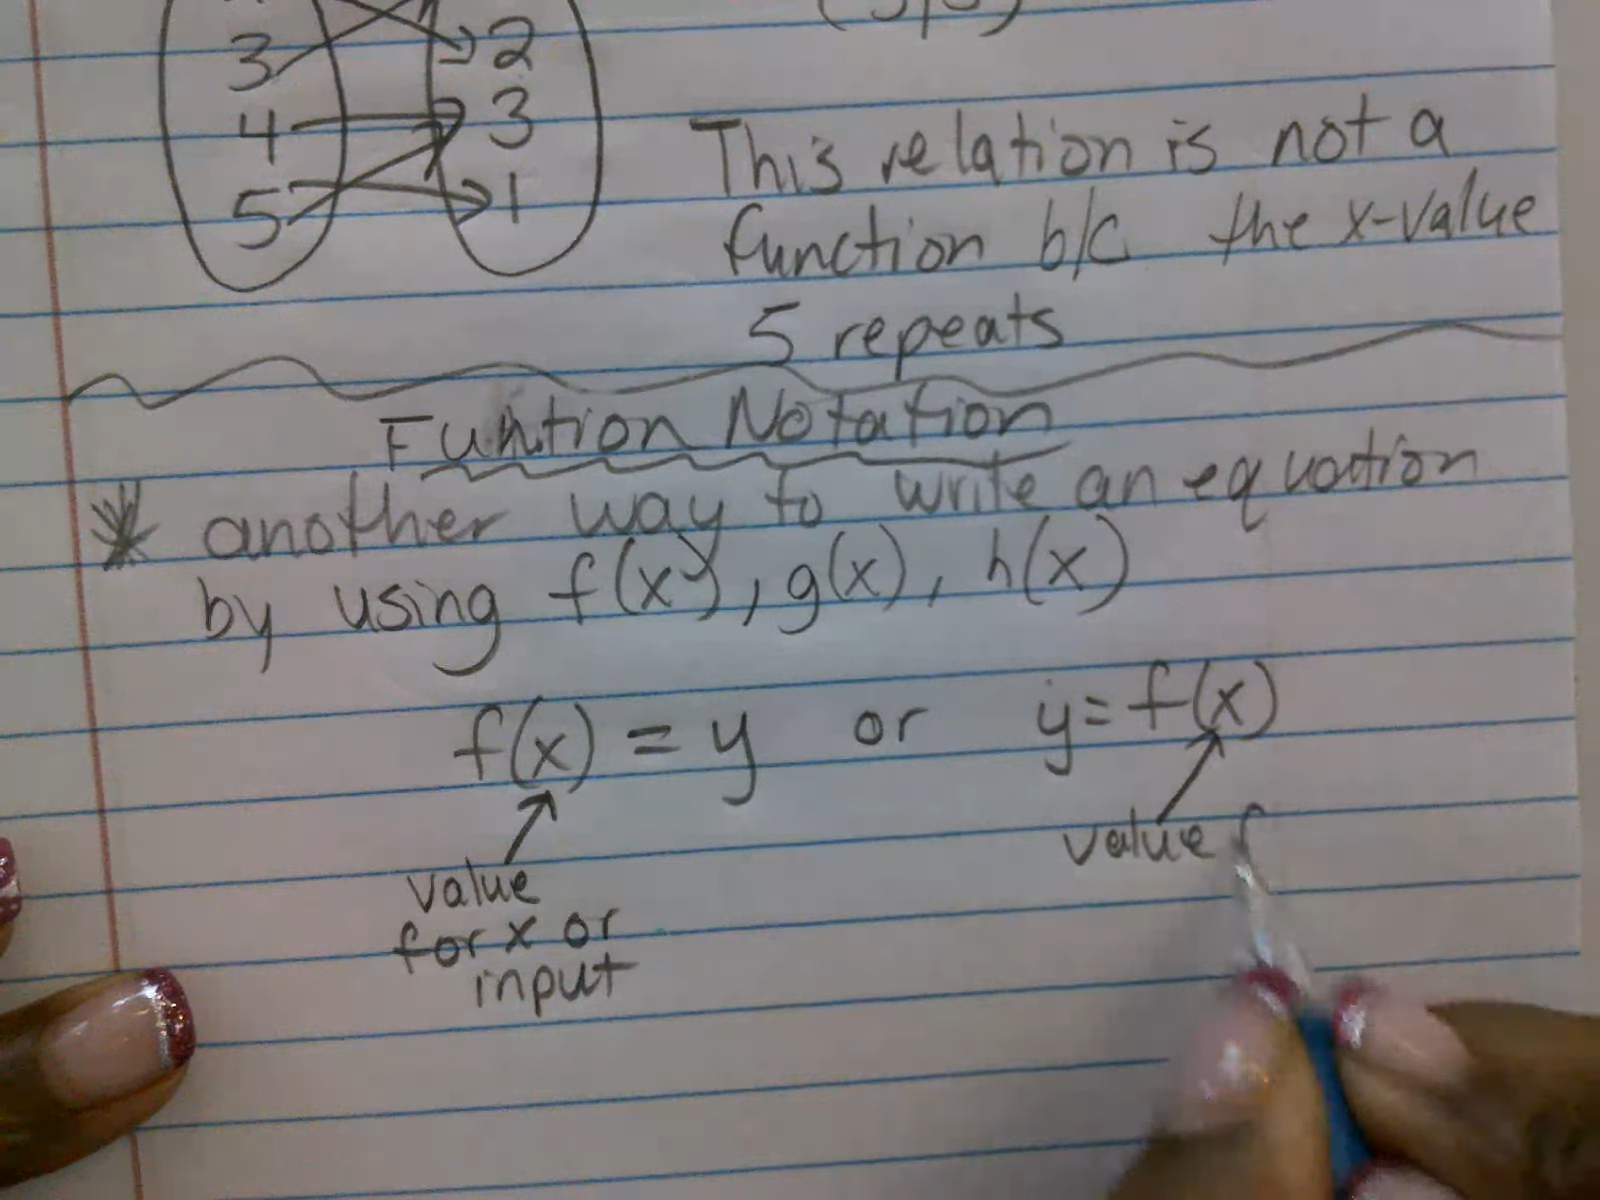 3 2
4 3
5 1
This relation is not a
function b/c the x-value
5 repeats
Funtion Notation
another way to write an equation
by using f(x), g(x), h(x)
f(x) = y or y = f(x)
value
for x or
input
value f